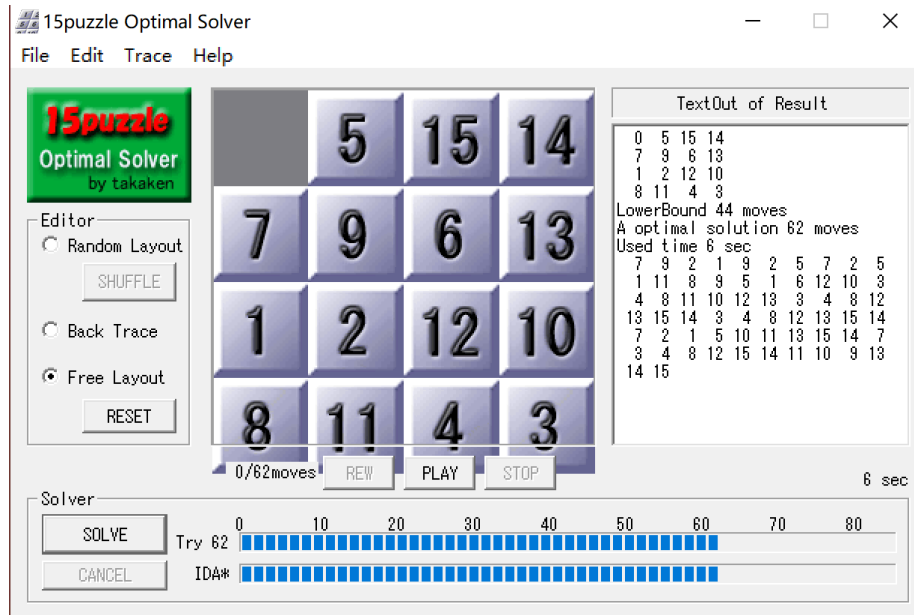 15puzzle Optimal Solver
File Edit Trace Help
15puzzle
Optimal Solver
by takaken
Editor
Random Layout
SHUFFLE
Back Trace
Free Layout
RESET
5 15 14
7 9 6 13
1 2 12 10
8 11 4 3
0/62moves REW PLAY STOP
TextOut of Result
0 5 15 14
7 9 6 13
1 2 12 10
8 11 4 3
LowerBound 44 moves
A optimal solution 62 moves
Used time 6 sec
7 9 2 1 9 2 5 7 2 5
1 11 8 9 5 1 6 12 10 3
4 8 11 10 12 13 3 4 8 12
13 15 14 3 4 8 12 13 15 14
7 2 1 5 10 11 13 15 14 7
3 4 8 12 15 14 11 10 9 13
14 15
6 sec
Solver
SOLVE
CANCEL
0 10 20 30 40 50 60 70 80
Try 62
IDA*